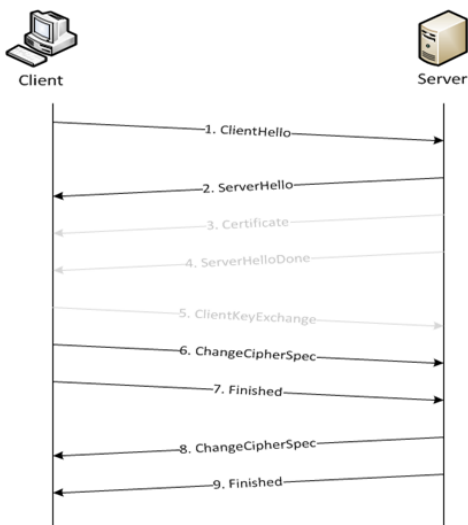 Client
Server
1. ClientHello
2. ServerHello
3. Certificate
4. ServerHelloDone
5. ClientKeyExchange
6. ChangeCipherSpec
7. Finished
8. ChangeCipherSpec
9. Finished